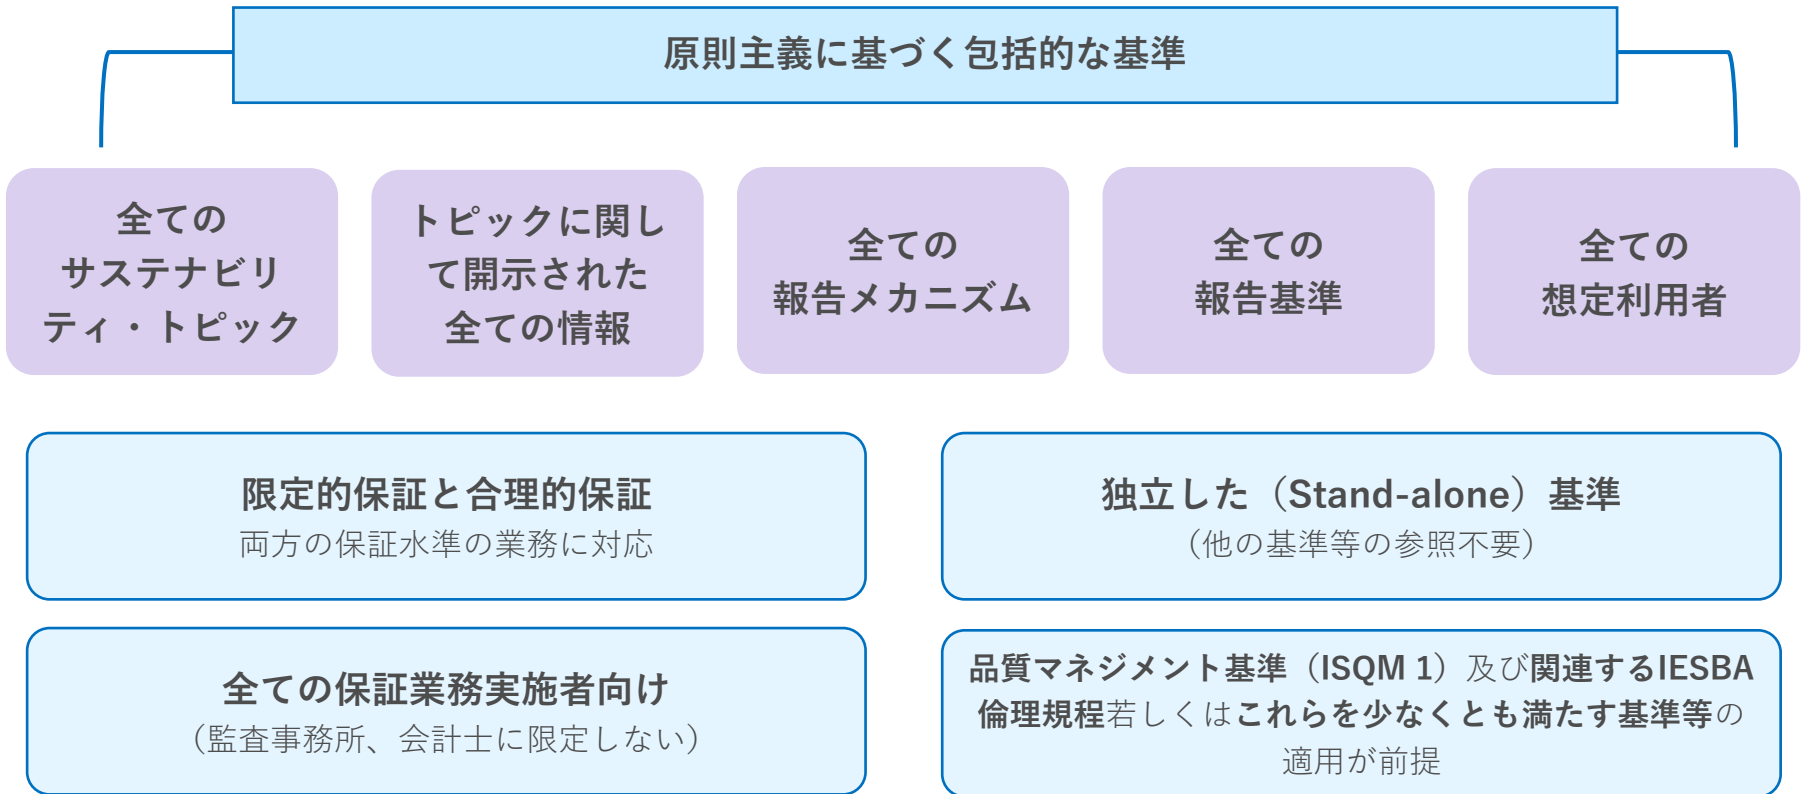 原則主義に基づく包括的な基準
全ての
サステナビリ
ティ・トピック
トピックに関し
て開示された
全ての情報
全ての
報告メカニズム
全ての
報告基準
全ての
想定利用者
限定的保証と合理的保証
両方の保証水準の業務に対応
独立した（Stand-alone）基準
（他の基準等の参照不要）
全ての保証業務実施者向け
（監査事務所、会計士に限定しない）
品質マネジメント基準（ISQM 1）及び関連するIESBA
倫理規程若しくはこれらを少なくとも満たす基準等の
適用が前提